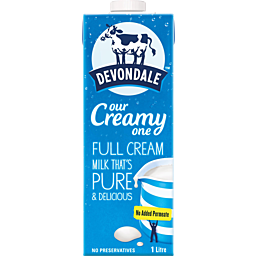 DEVONDALE
our
Creamy
one
FULL CREAM
MILK THAT'S
PURE
& DELICIOUS
No Added Permeate
NO PRESERVATIVES
1 Litre